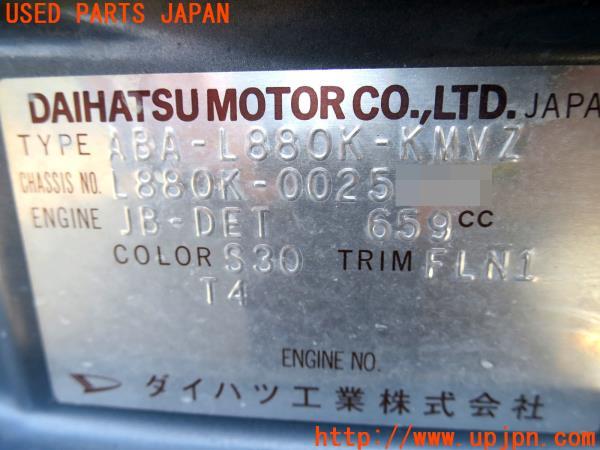 USED PARTS JAPAN
DAIHATSU MOTOR CO.,LTD. JAPA
TYPE ABA-L880K-KMVZ
CHASSIS NO. L880K-0025
ENGINE JB-DET 659 CC
COLOR S30 TRIM FLN1
T4
ENGINE NO.
ダイハツ工業株式会社
UPJ
http://www.upjpn.com